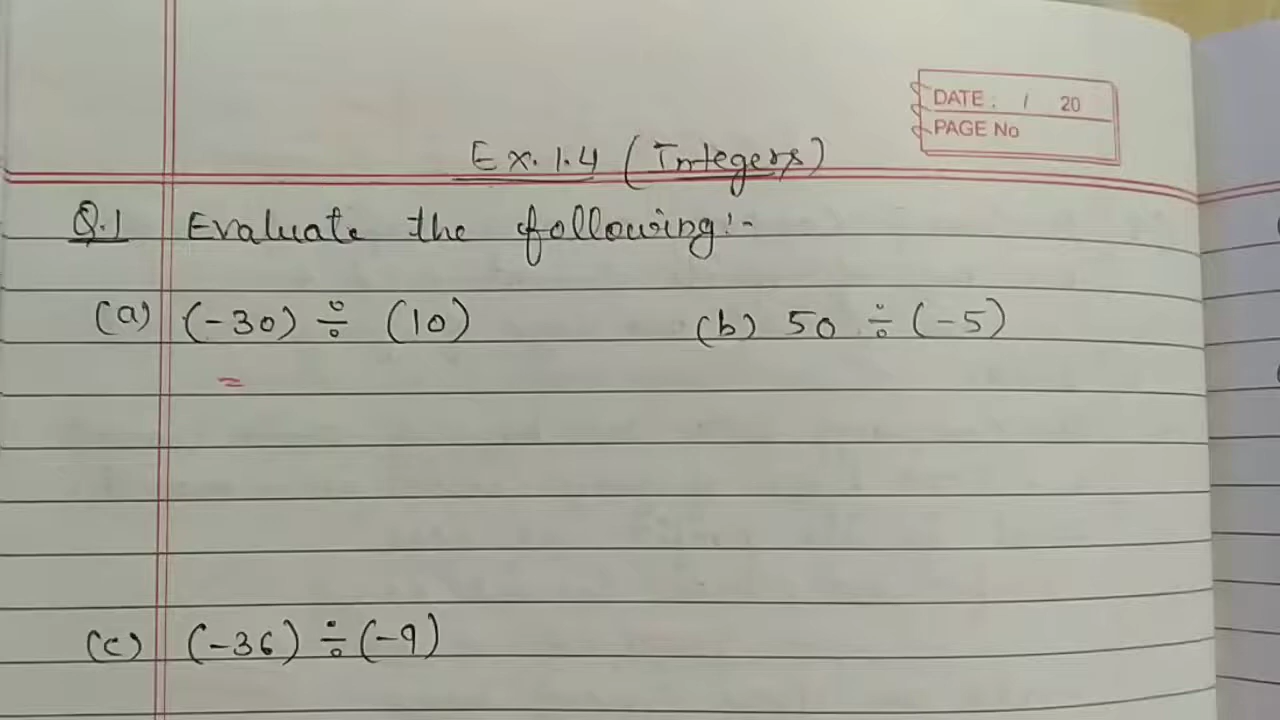 DATE : / 20
PAGE No
Ex. 1.4 (Integers)
Q.1 Evaluate the following:-
(a) (-30) ÷ (10) (b) 50 ÷ (-5)
=
(c) (-36) ÷ (-9)